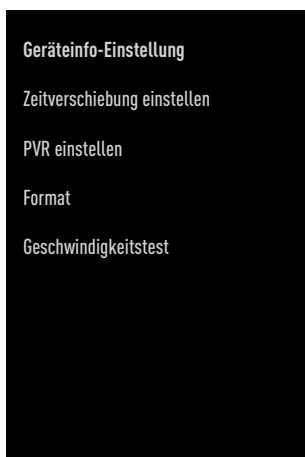 Geräteinfo-Einstellung
Zeitverschiebung einstellen
PVR einstellen
Format
Geschwindigkeitstest